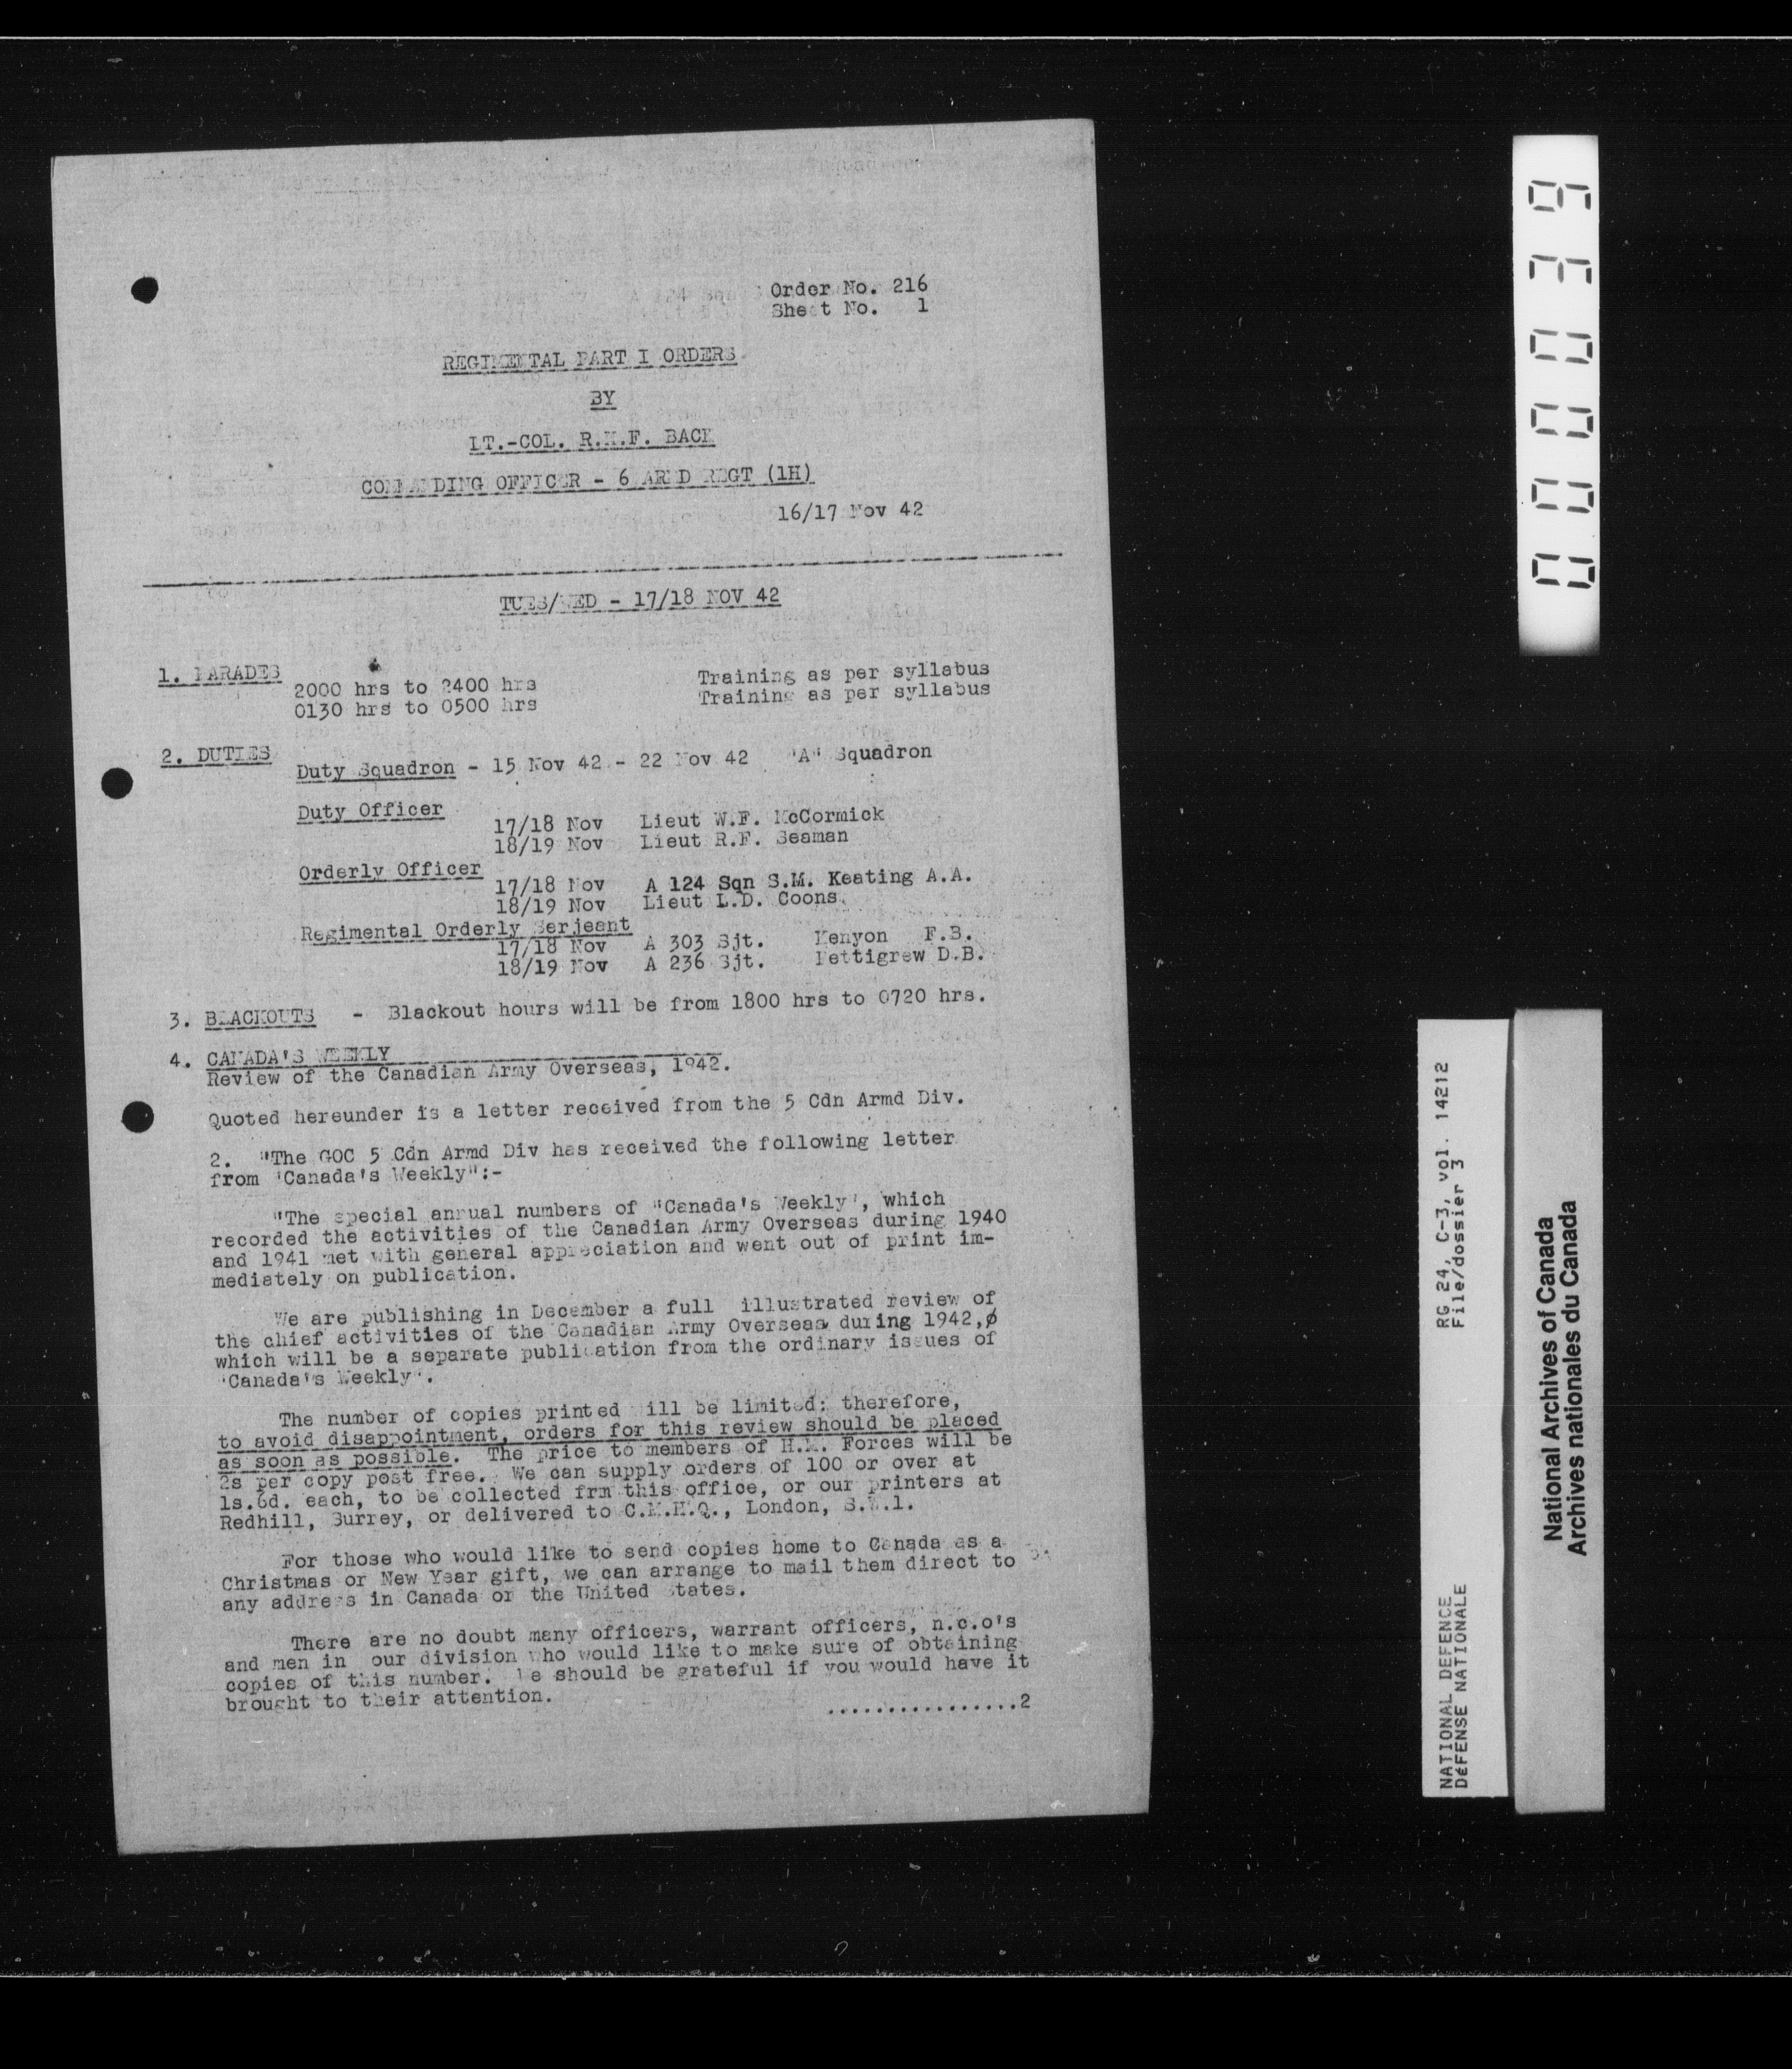 Order No. 216
Sheet No. 1
REGIMENTAL PART I ORDERS
BY
LT.-COL. R.H.F. BACK
COMMANDING OFFICER - 6 ARMD REGT (1H)
16/17 Nov 42
TUES/WED - 17/18 NOV 42
1. PARADES
2000 hrs to 2400 hrs Training as per syllabus
0130 hrs to 0500 hrs Training as per syllabus
2. DUTIES
Duty Squadron - 15 Nov 42 - 22 Nov 42 "A" Squadron
Duty Officer
17/18 Nov Lieut W.F. McCormick
18/19 Nov Lieut R.F. Seaman
Orderly Officer
17/18 Nov A 124 Sqn S.M. Keating A.A.
18/19 Nov Lieut L.D. Coons.
Regimental Orderly Serjeant
17/18 Nov A 303 Sjt. Kenyon F.B.
18/19 Nov A 236 Sjt. Pettigrew D.B.
3. BLACKOUTS - Blackout hours will be from 1800 hrs to 0720 hrs.
4. CANADA'S WEEKLY
Review of the Canadian Army Overseas, 1942.
Quoted hereunder is a letter received from the 5 Cdn Armd Div.
2. "The GOC 5 Cdn Armd Div has received the following letter
from "Canada's Weekly":-
"The special annual numbers of "Canada's Weekly", which
recorded the activities of the Canadian Army Overseas during 1940
and 1941 met with general appreciation and went out of print im-
mediately on publication.
We are publishing in December a full illustrated review of
the chief activities of the Canadian Army Overseas during 1942,
which will be a separate publication from the ordinary issues of
"Canada's Weekly".
The number of copies printed will be limited: therefore,
to avoid disappointment, orders for this review should be placed
as soon as possible. The price to members of H.M. Forces will be
2s per copy post free. We can supply orders of 100 or over at
1s.6d. each, to be collected frm this office, or our printers at
Redhill, Surrey, or delivered to C.M.H.Q., London, S.W.1.
For those who would like to send copies home to Canada as a
Christmas or New Year gift, we can arrange to mail them direct to
any address in Canada or the United States.
There are no doubt many officers, warrant officers, n.c.o's
and men in our division who would like to make sure of obtaining
copies of this number. We should be grateful if you would have it
brought to their attention.
................2
000039
NATIONAL DEFENCE RG 24, C-3, vol. 14212
DÉFENSE NATIONALE File/dossier 3
National Archives of Canada
Archives nationales du Canada